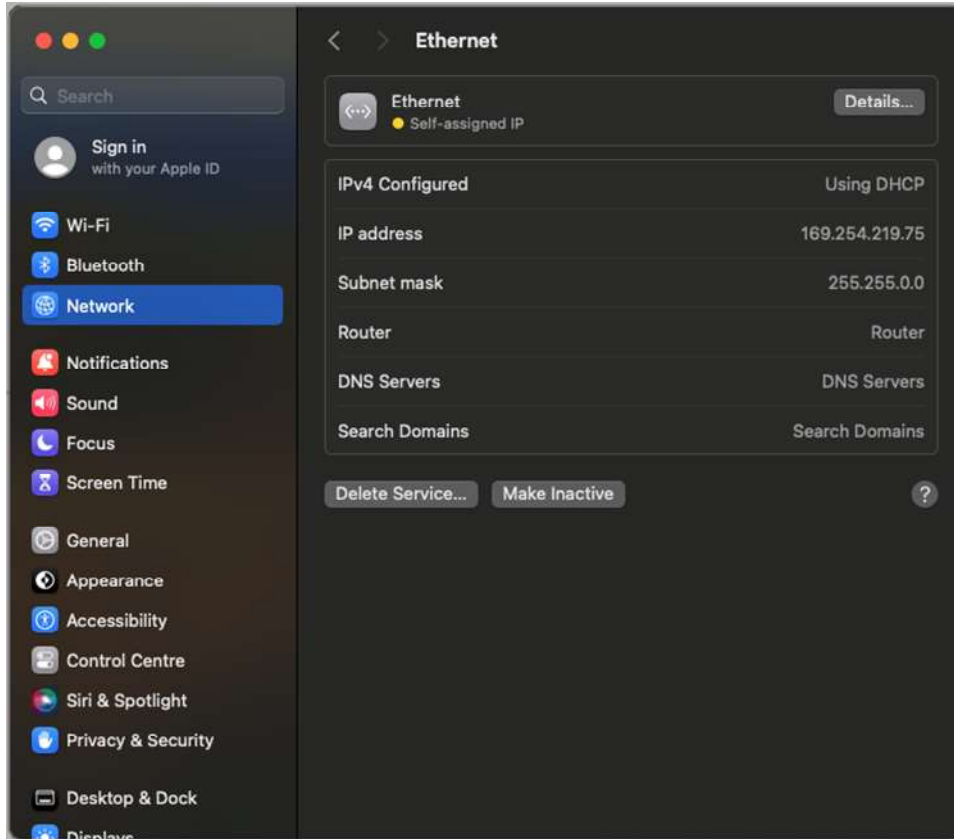 Search
Sign in
with your Apple ID
Wi-Fi
Bluetooth
Network
Notifications
Sound
Focus
Screen Time
General
Appearance
Accessibility
Control Centre
Siri & Spotlight
Privacy & Security
Desktop & Dock
Displays
Ethernet
Ethernet
Details...
Self-assigned IP
IPv4 Configured Using DHCP
IP address 169.254.219.75
Subnet mask 255.255.0.0
Router Router
DNS Servers DNS Servers
Search Domains Search Domains
Delete Service... Make Inactive ?